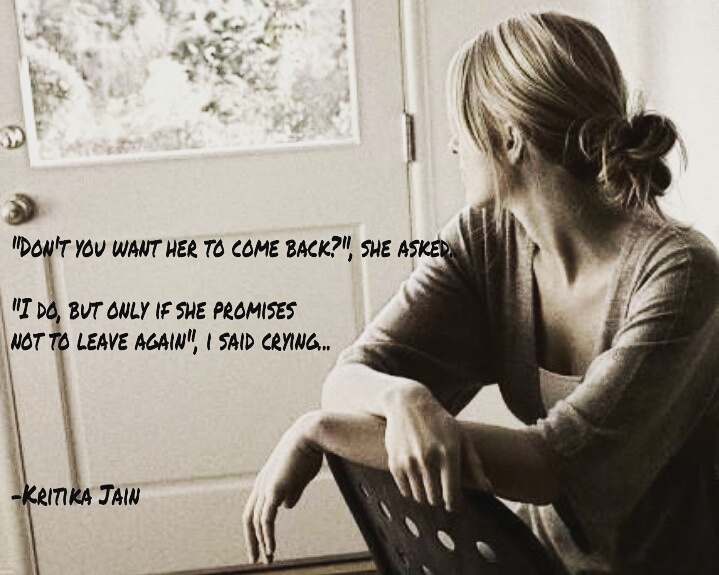 "Don't you want her to come back?", she asked.
"I do, but only if she promises
not to leave again", i said crying...
-Kritika Jain